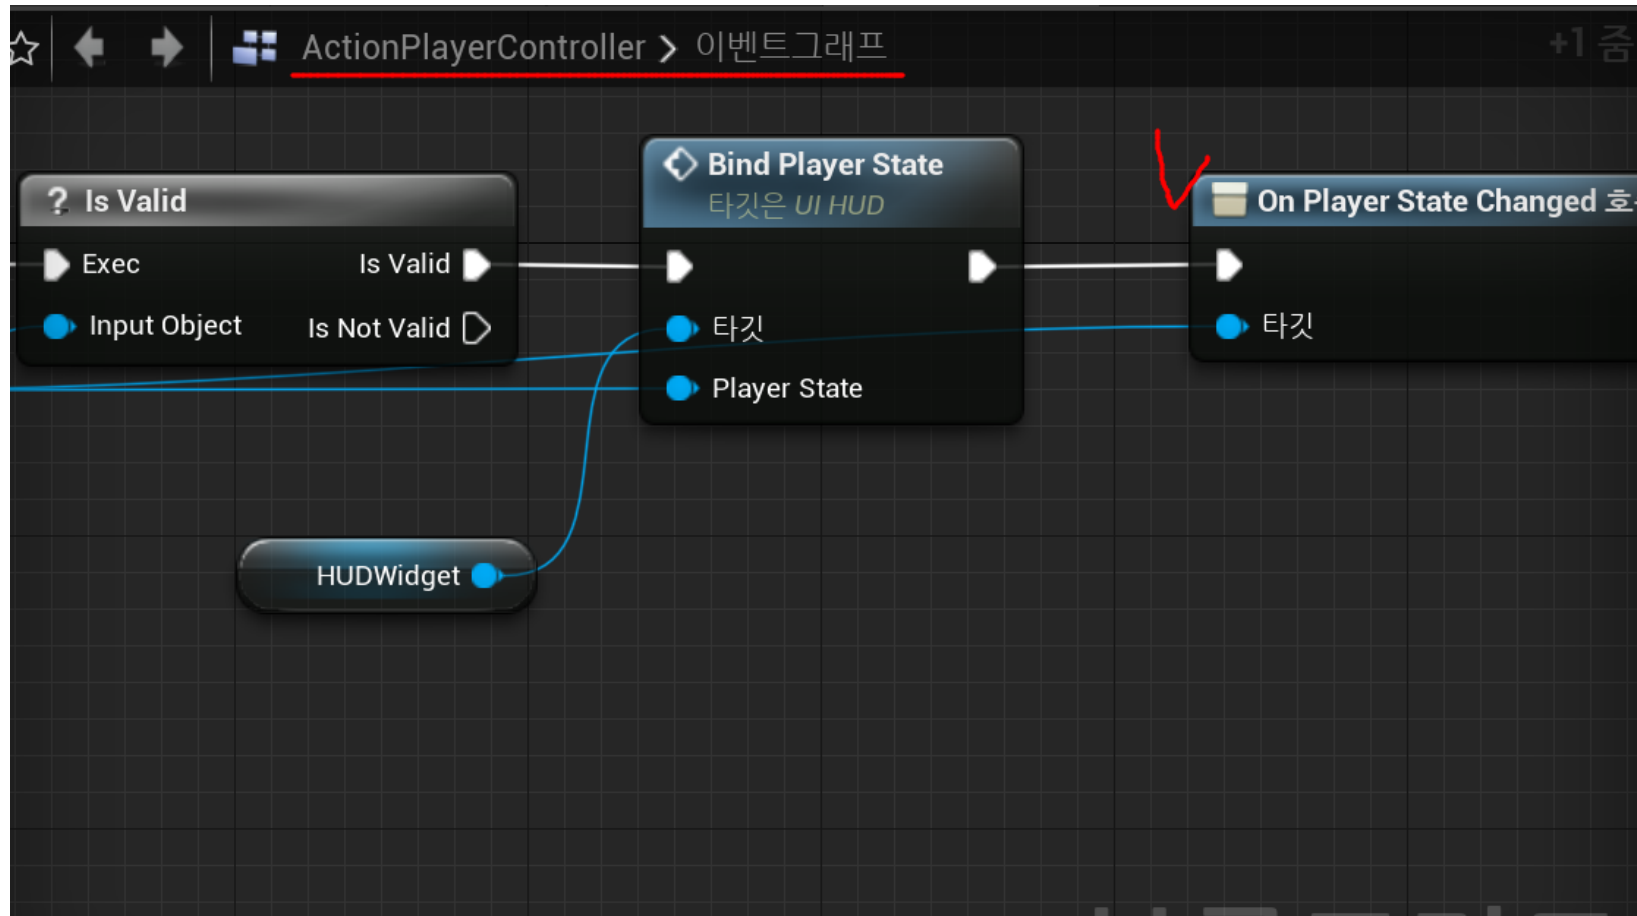 ActionPlayerController > 이벤트그래프
+1 줌
Bind Player State
타깃은 UI HUD
? Is Valid
On Player State Changed
Exec
Is Valid
Input Object
Is Not Valid
타깃
타깃
Player State
HUDWidget